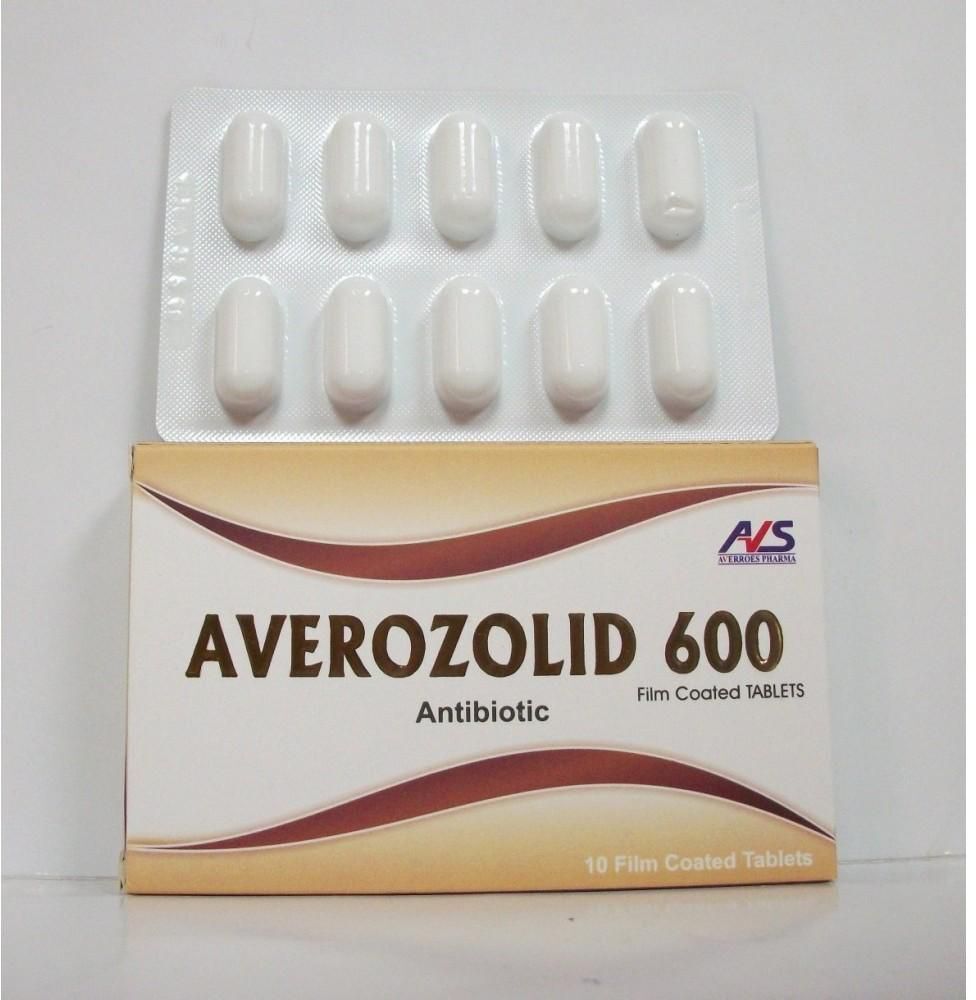 AVS
AVERROES PHARMA
AVEROZOLID 600
Film Coated TABLETS
Antibiotic
10 Film Coated Tablets